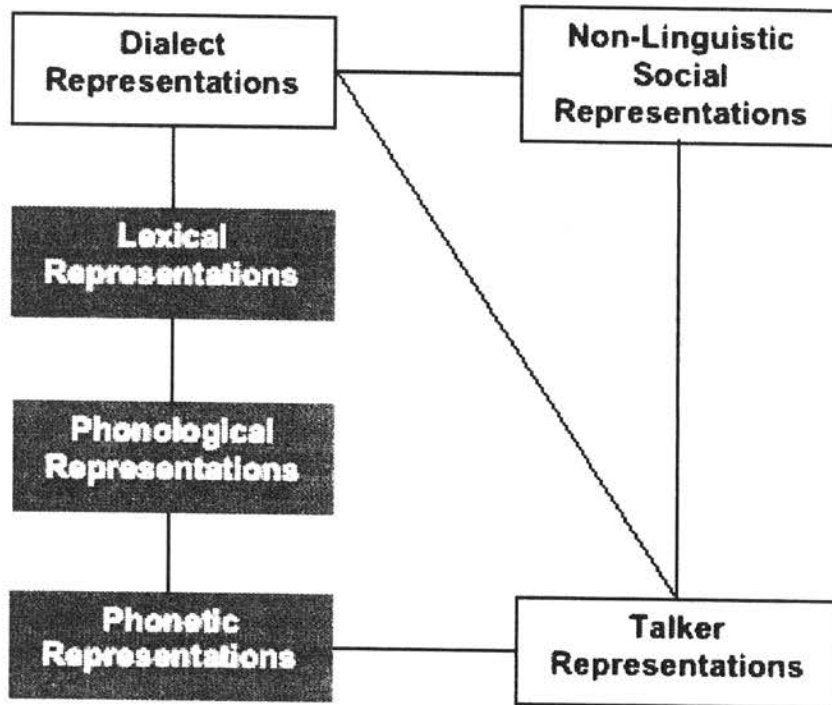 Dialect
Representations
Non-Linguistic
Social
Representations
Lexical
Representations
Phonological
Representations
Phonetic
Representations
Talker
Representations